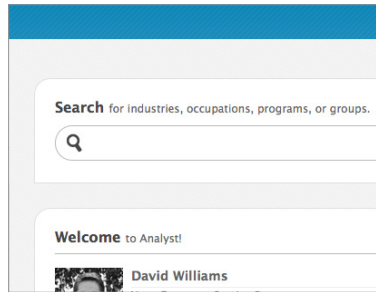 Search for industries, occupations, programs, or groups.
Welcome to Analyst!
David Williams